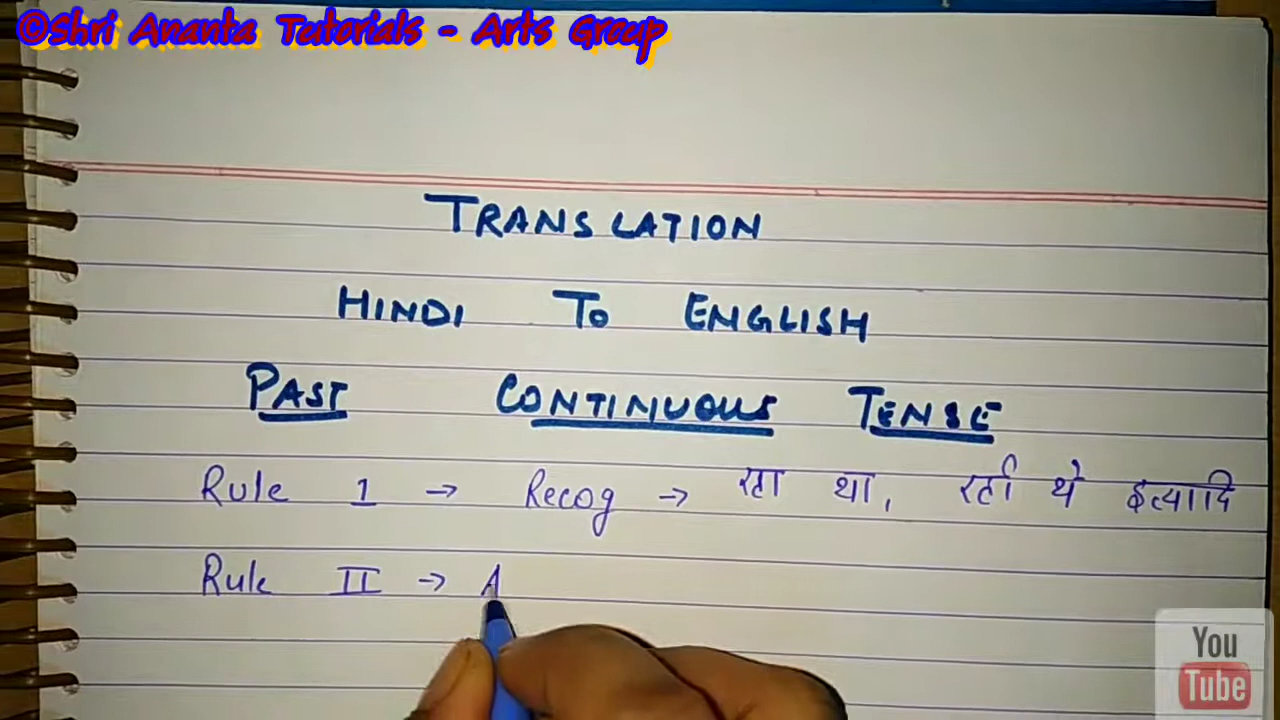 ©Shri Ananta Tutorials - Arts Group
TRANSLATION
HINDI TO ENGLISH
PAST CONTINUOUS TENSE
Rule 1 → Recog → रहा था, रही थे इत्यादि
Rule II → A
You
Tube